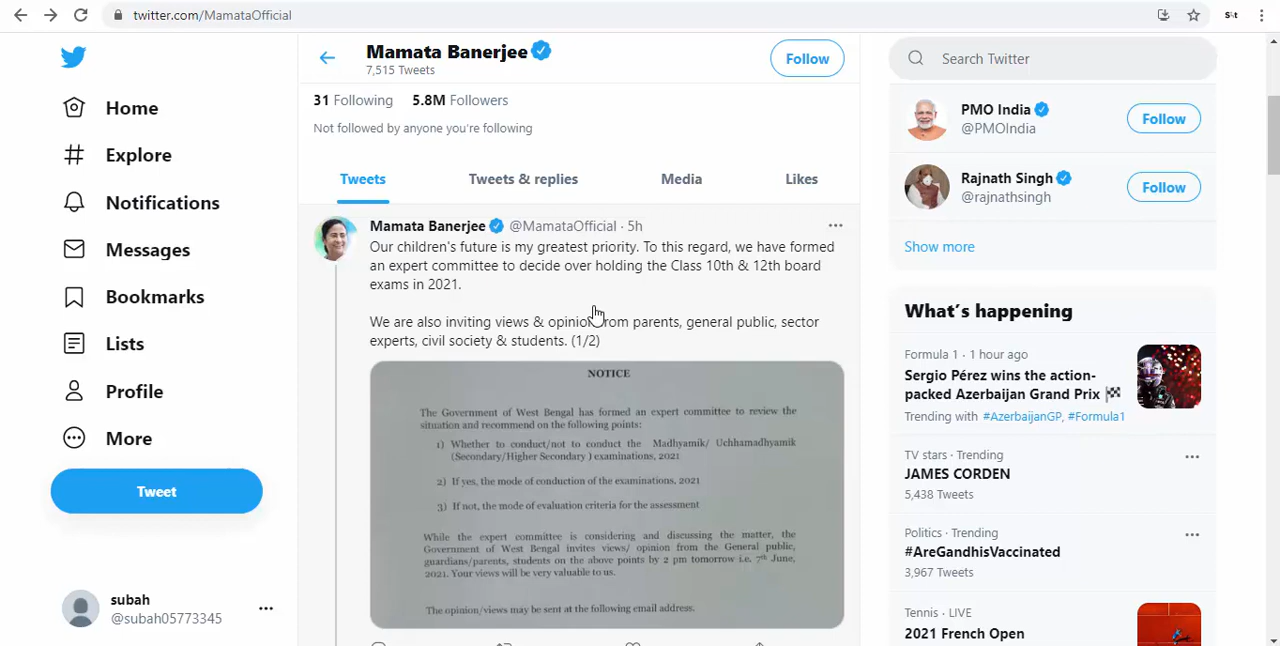 twitter.com/MamataOfficial
Mamata Banerjee
7,515 Tweets
Follow
31 Following 5.8M Followers
Not followed by anyone you're following
Tweets
Tweets & replies
Media
Likes
Home
Explore
Notifications
Messages
Bookmarks
Lists
Profile
More
Tweet
subah
@subah05773345
Mamata Banerjee @MamataOfficial · 5h
Our children's future is my greatest priority. To this regard, we have formed
an expert committee to decide over holding the Class 10th & 12th board
exams in 2021.
We are also inviting views & opinion from parents, general public, sector
experts, civil society & students. (1/2)
NOTICE
The Government of West Bengal has formed an expert committee to review the
situation and recommend on the following points:
1) Whether to conduct/not to conduct the Madhyamik/ Uchhamadhyamik
(Secondary/Higher Secondary ) examinations, 2021
2) If yes, the mode of conduction of the examinations, 2021
3) If not, the mode of evaluation criteria for the assessment
While the expert committee is considering and discussing the matter, the
Government of West Bengal invites views/ opinion from the General public,
guardians/parents, students on the above points by 2 pm tomorrow i.e. 7th June,
2021. Your views will be very valuable to us.
The opinion/views may be sent at the following email address.
Search Twitter
PMO India
@PMOIndia
Follow
Rajnath Singh
@rajnathsingh
Follow
Show more
What's happening
Formula 1 · 1 hour ago
Sergio Pérez wins the action-
packed Azerbaijan Grand Prix
Trending with #AzerbaijanGP, #Formula1
TV stars · Trending
JAMES CORDEN
5,438 Tweets
Politics · Trending
#AreGandhisVaccinated
3,967 Tweets
Tennis · LIVE
2021 French Open